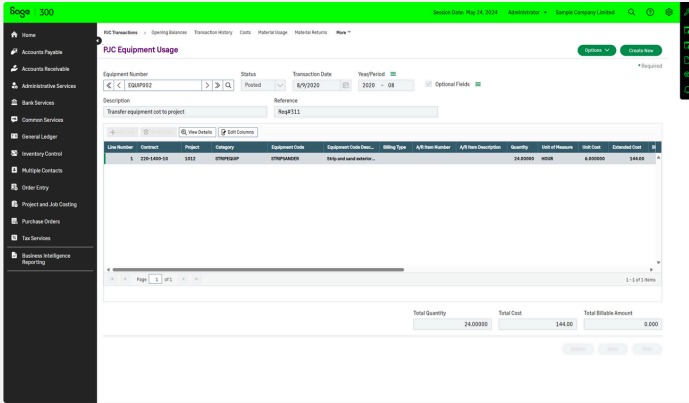 Sage | 300
Session Date: May 24, 2024 Administrator Sample Company Limited
Home
Accounts Payable
Accounts Receivable
Administrative Services
Bank Services
Common Services
General Ledger
Inventory Control
Multiple Contacts
Order Entry
Project and Job Costing
Purchase Orders
Tax Services
Business Intelligence
Reporting
PJC Transactions > Opening Balances Transaction History Costs Material Usage Material Returns More
PJC Equipment Usage
Options Create New
* Required
Equipment Number Status Transaction Date Year/Period
EQUIP002 Posted 8/9/2020 2020 - 08 Optional Fields
Description Reference
Transfer equipment cot to project Req#311
View Details Edit Columns
Line Number Contract Project Category Equipment Code Equipment Code Desc... Billing Type A/R Item Number A/R Item Description Quantity Unit of Measure Unit Cost Extended Cost
1 220-1400-10 1012 STRIPEQUIP STRIPSANDER Strip and sand exterior... 24.00000 HOUR 6.000000 144.00
Page 1 of 1 1 - 1 of 1 items
Total Quantity Total Cost Total Billable Amount
24.00000 144.00 0.000